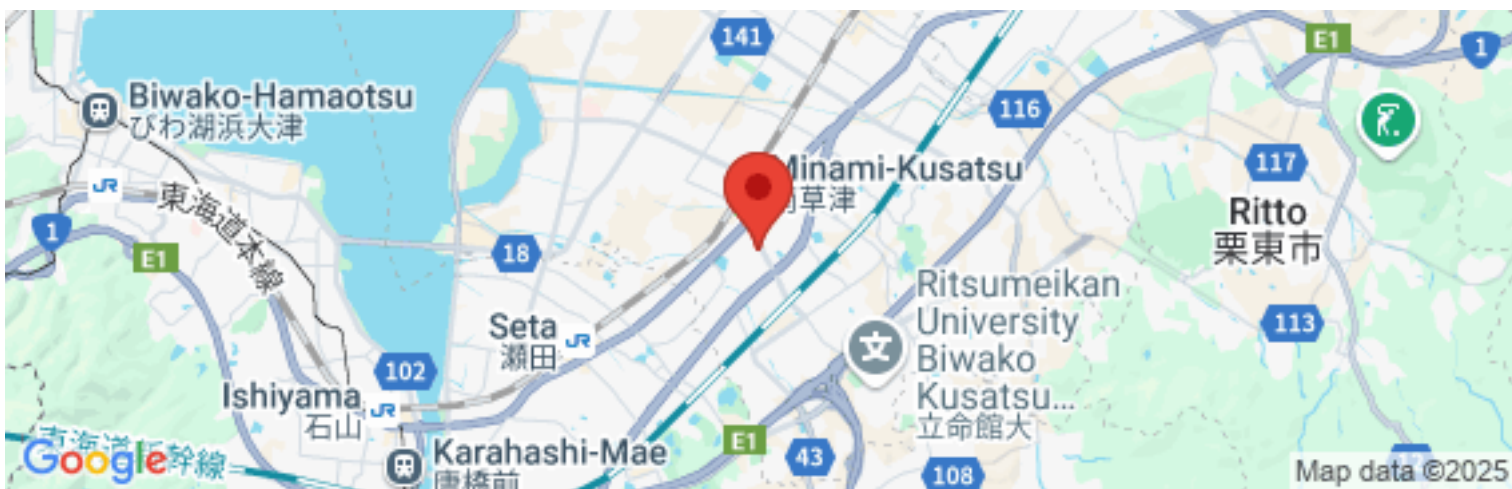 141
E1
1
Biwako-Hamaotsu
びわ湖浜大津
116
117
Minami-Kusatsu
草津
JR
東海道本線
Ritto
栗東市
1
E1
18
Ritsumeikan
University
Biwako
Kusatsu...
立命館大
文
Seta
瀬田
JR
113
102
Ishiyama
石山
JR
E1
Karahashi-Mae
唐橋前
43
108
Google
Map data ©2025